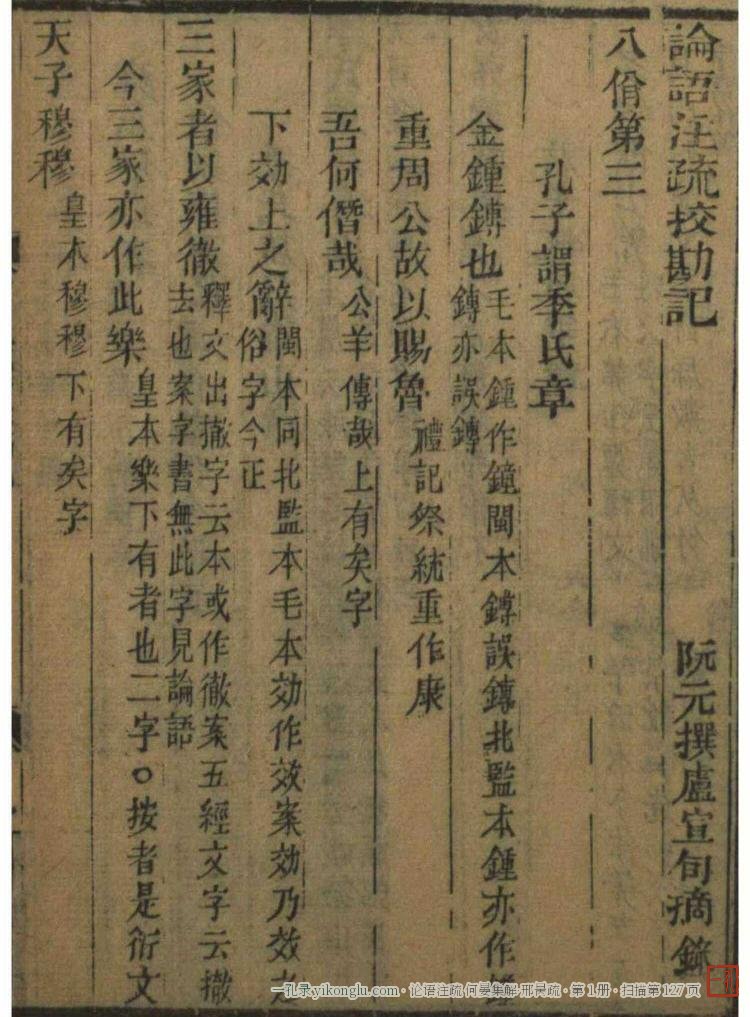 論語注疏挍勘記 阮元撰盧宣旬摘錄
八佾第三
孔子謂季氏章
金鍾鏄也毛本鍾作鐘閩本鏄誤鏄北監本鍾亦作
鏄亦誤鏄
重周公故以賜魯禮記祭統重作康
吾何僭哉公羊傳哉上有矣字
下効上之辭閩本同北監本毛本効作效案効乃效之
俗字今正
三家者以雍徹釋文出撤字云本或作徹案五經文字云撤
去也案字書無此字見論語
今三家亦作此樂皇本樂下有者也二字○按者是衍文
天子穆穆皇本穆穆下有矣字
一孔录yikonglu.com · 论语注疏.何晏集解.邢昺疏 · 第1册 · 扫描第127页